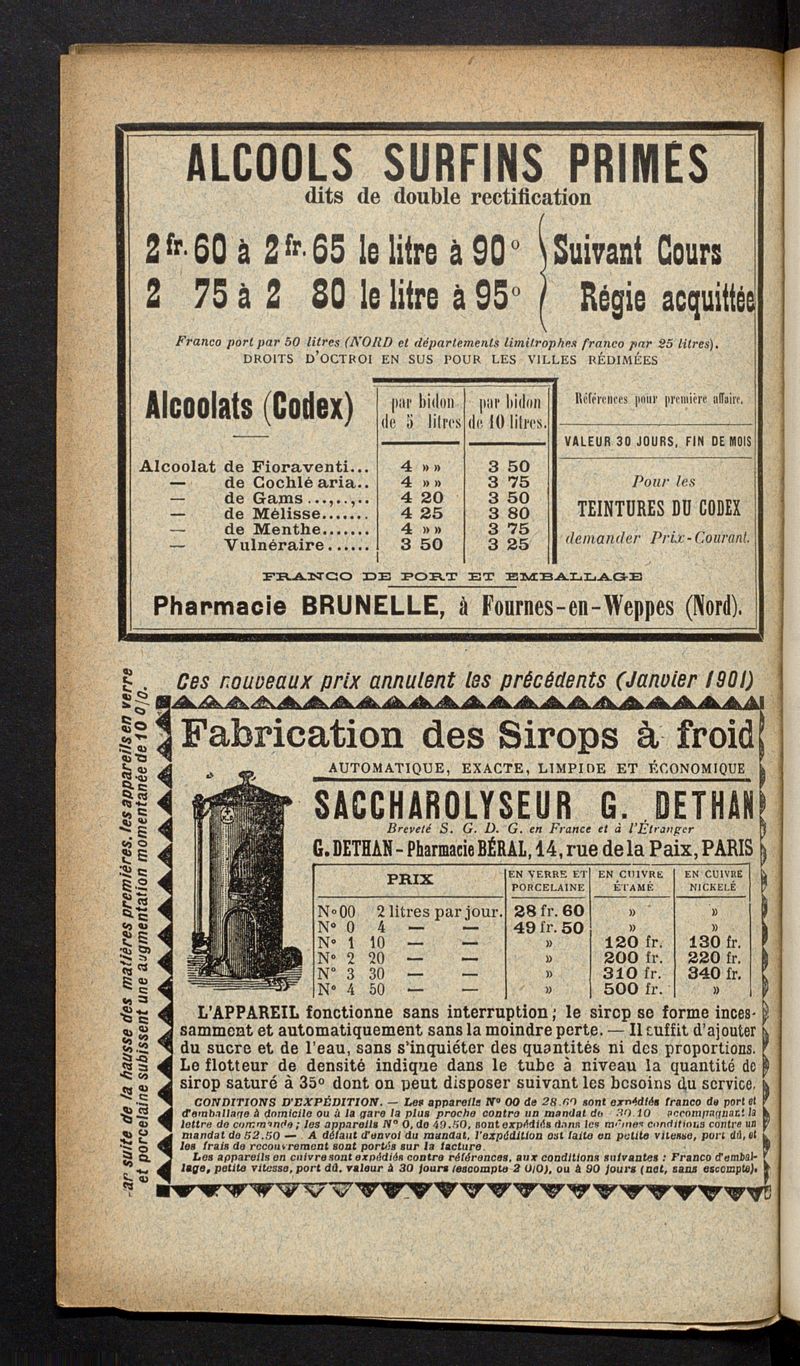 ALCOOLS SURFINS PRIMÉS
dits de double rectification
2 fr. 60 à 2 fr. 65 le litre à 90° Suivant Cours
2 75 à 2 80 le litre à 95° Régie acquittée
Franco port par 50 litres (NORD et départements limitrophes franco par 25 litres).
DROITS D'OCTROI EN SUS POUR LES VILLES RÉDIMÉES
Alcoolats (Codex)
par bidon de 5 litres
par bidon de 10 litres.
Alcoolat de Fioraventi... 4 »» 3 50
— de Cochléaria.. 4 »» 3 75
— de Gams...,..,.. 4 20 3 50
— de Mélisse....... 4 25 3 80
— de Menthe....... 4 »» 3 75
— Vulnéraire...... 3 50 3 25
Références pour première affaire.
VALEUR 30 JOURS, FIN DE MOIS
Pour les
TEINTURES DU CODEX
demander Prix-Courant.
FRANCO DE PORT ET EMBALLAGE
Pharmacie BRUNELLE, à Fournes-en-Weppes (Nord).
Ces nouveaux prix annulent les précédents (Janvier 1901)
ar suite de la hausse des matières premières, les appareils en verre
et porcelaine subissent une augmentation momentanée de 10 0/0.
Fabrication des Sirops à froid
AUTOMATIQUE, EXACTE, LIMPIDE ET ÉCONOMIQUE
SACCHAROLYSEUR G. DETHAN
Breveté S. G. D. G. en France et à l'Étranger
G. DETHAN - Pharmacie BÉRAL, 14, rue de la Paix, PARIS
PRIX EN VERRE ET PORCELAINE EN CUIVRE ÉTAMÉ EN CUIVRE NICKELÉ
N° 00 2 litres par jour. 28 fr. 60 » »
N° 0 4 — — 49 fr. 50 » »
N° 1 10 — — » 120 fr. 130 fr.
N° 2 20 — — » 200 fr. 220 fr.
N° 3 30 — — » 310 fr. 340 fr.
N° 4 50 — — » 500 fr. »
L'APPAREIL fonctionne sans interruption; le sirop se forme inces-
samment et automatiquement sans la moindre perte. — Il suffit d'ajouter
du sucre et de l'eau, sans s'inquiéter des quantités ni des proportions.
Le flotteur de densité indique dans le tube à niveau la quantité de
sirop saturé à 35° dont on peut disposer suivant les besoins du service.
CONDITIONS D'EXPÉDITION. — Les appareils N° 00 de 28.60 sont expédiés franco de port et
d'emballage à domicile ou à la gare la plus proche contre un mandat de 30.10 accompagnant la
lettre de commande; les appareils N° 0, de 49.50, sont expédiés dans les mêmes conditions contre un
mandat de 52.50 — A défaut d'envoi du mandat, l'expédition est faite en petite vitesse, port dû, et
les frais de recouvrement sont portés sur la facture.
Les appareils en cuivre sont expédiés contre références, aux conditions suivantes : Franco d'embal-
lage, petite vitesse, port dû. valeur à 30 jours (escompte 2 0/0), ou à 90 jours (net, sans escompte).